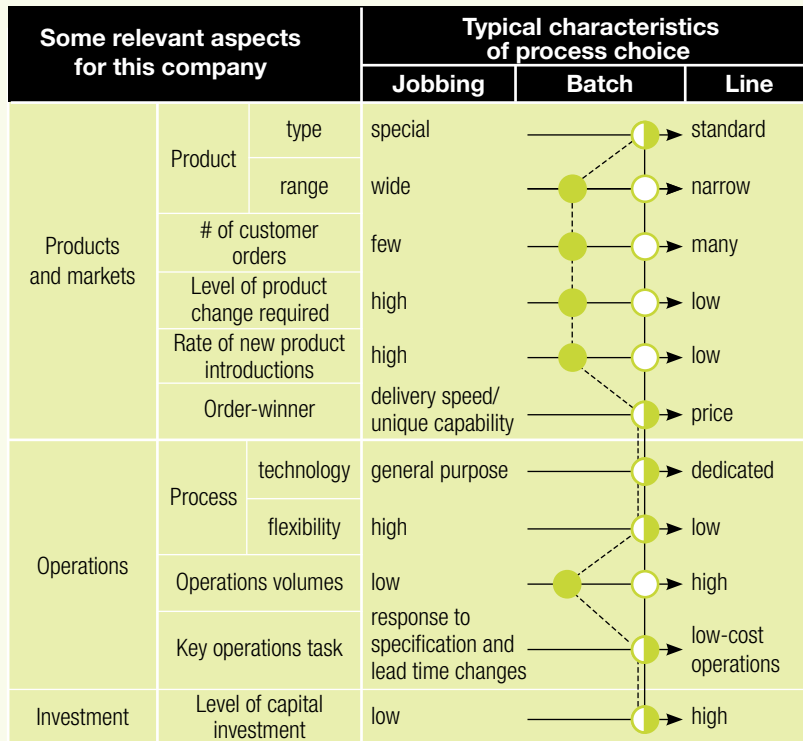 Some relevant aspects
for this company
Typical characteristics
of process choice
Jobbing Batch Line
Products
and markets
Product
type
special
standard
range
wide
narrow
# of customer
orders
few
many
Level of product
change required
high
low
Rate of new product
introductions
high
low
Order-winner
delivery speed/
unique capability
price
Operations
Process
technology
general purpose
dedicated
flexibility
high
low
Operations volumes
low
high
Key operations task
response to
specification and
lead time changes
low-cost
operations
Investment
Level of capital
investment
low
high